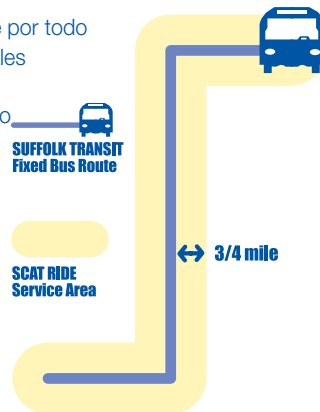 por todo
les
o
SUFFOLK TRANSIT
Fixed Bus Route
3/4 mile
SCAT RIDE
Service Area